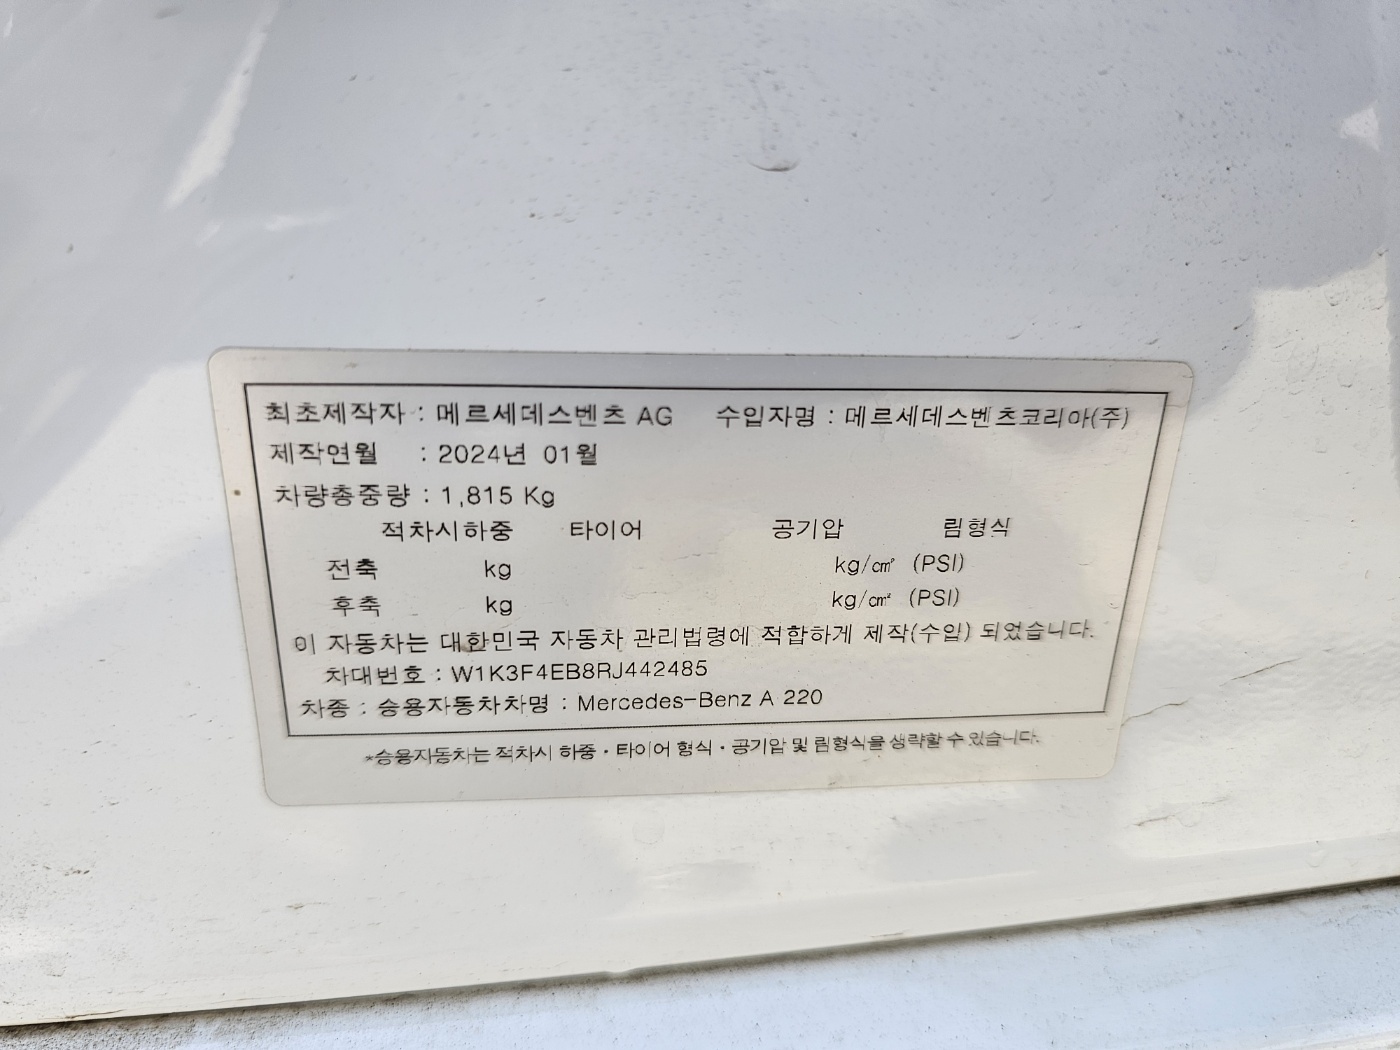 최초제작자 : 메르세데스벤츠 AG 수입자명 : 메르세데스벤츠코리아(주)
제작연월 : 2024년 01월
차량총중량 : 1,815 Kg
적차시하중 타이어 공기압 림형식
전축 kg kg/㎠ (PSI)
후축 kg kg/㎠ (PSI)
이 자동차는 대한민국 자동차 관리법령에 적합하게 제작(수입) 되었습니다.
차대번호 : W1K3F4EB8RJ442485
차종 : 승용자동차차명 : Mercedes-Benz A 220
*승용자동차는 적차시 하중·타이어 형식·공기압 및 림형식을 생략할 수 있습니다.